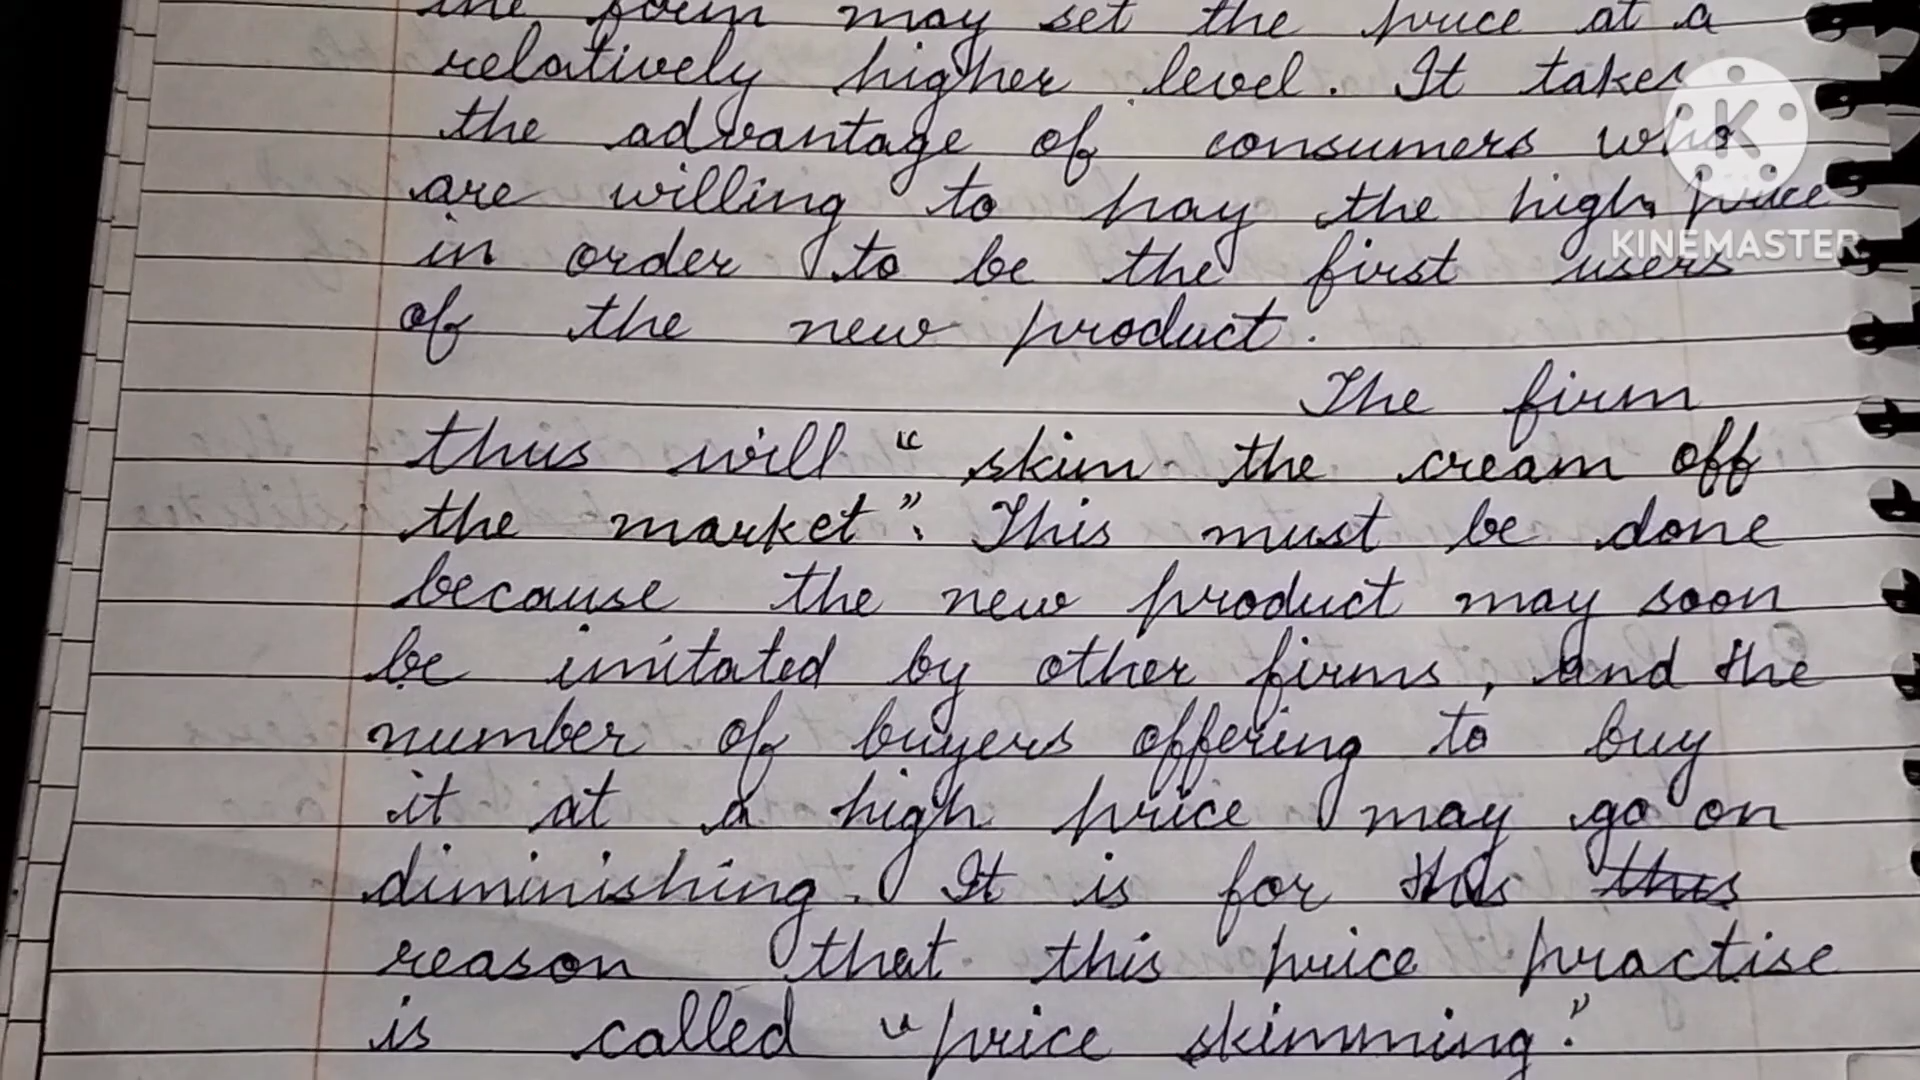 the firm may set the price at a
relatively higher level. It takes
the advantage of consumers who
are willing to pay the high price
in order to be the first users
of the new product.
The firm
thus will " skim the cream off
the market". This must be done
because the new product may soon
be imitated by other firms, and the
number of buyers offering to buy
it at a high price may go on
diminishing. It is for this this
reason that this price practise
is called "price skimming."
K
KINEMASTER